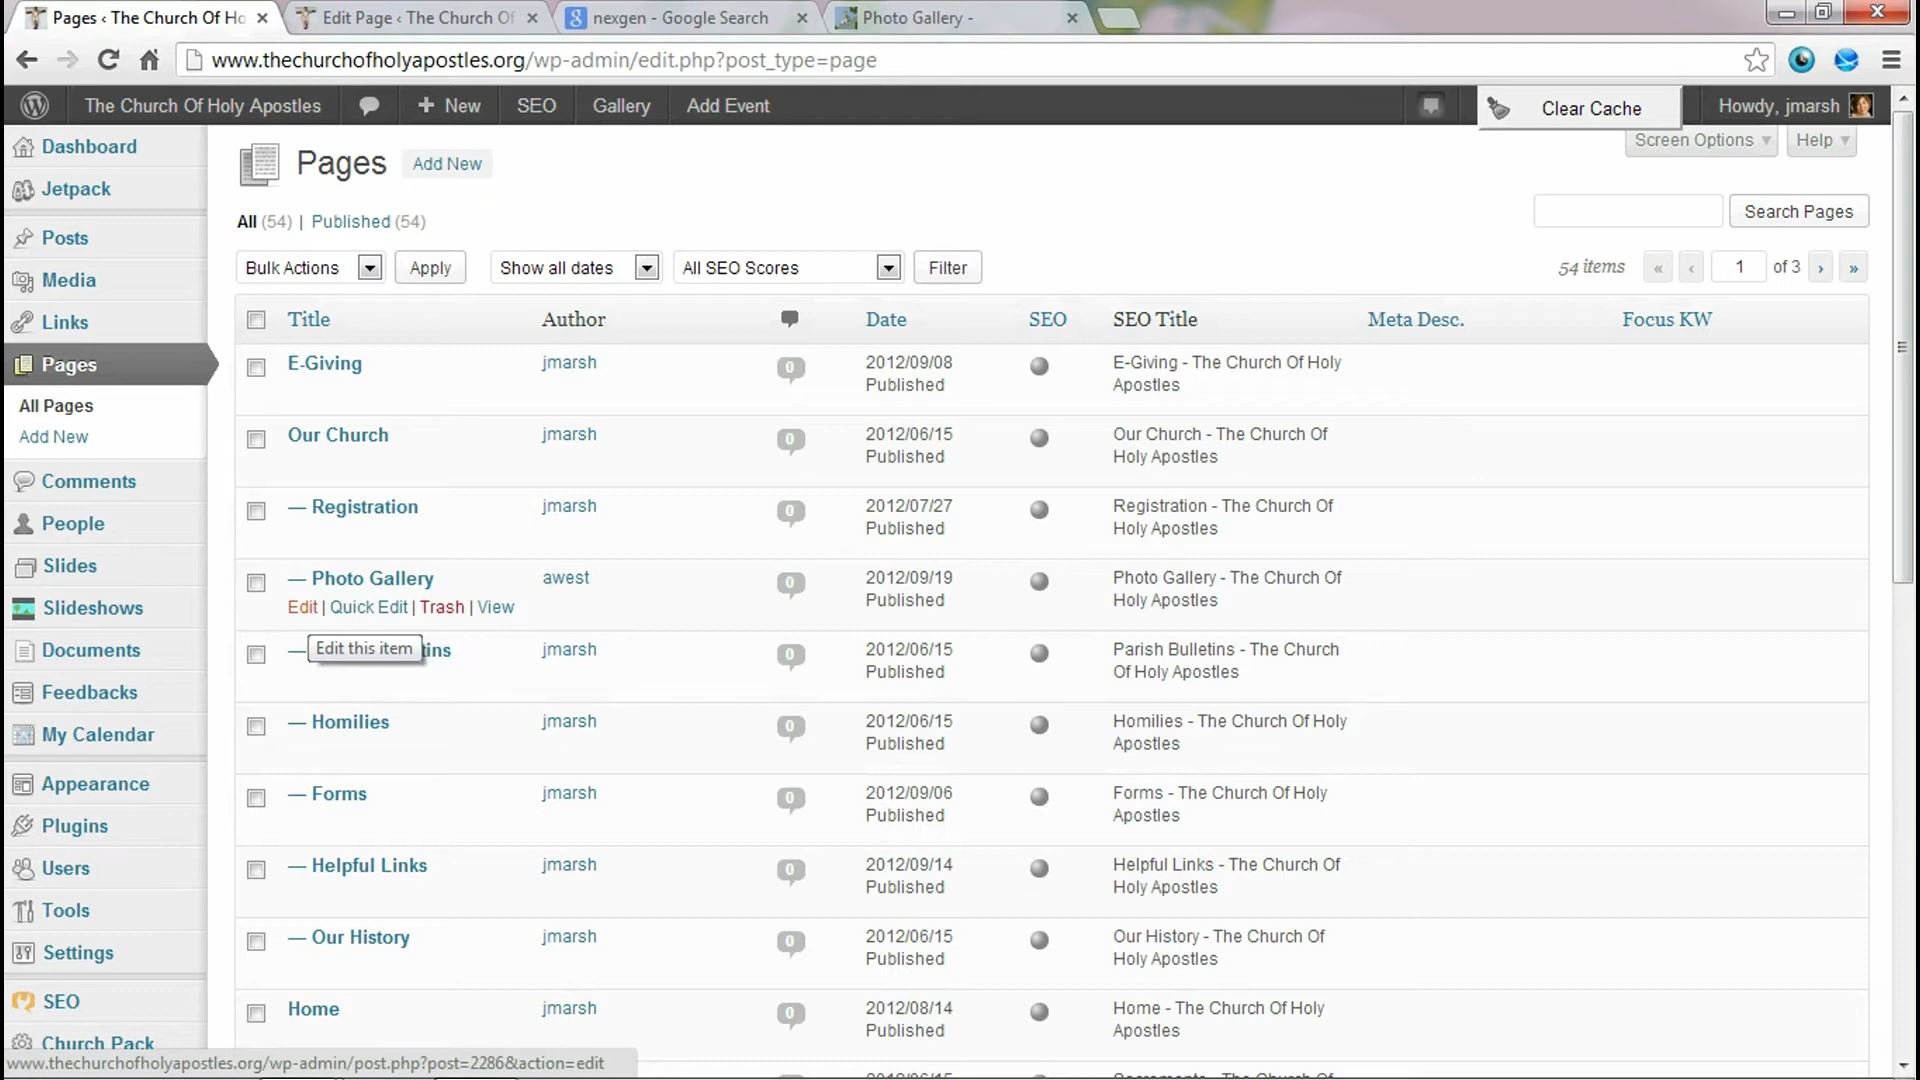 Pages ‹ The Church Of Ho
Edit Page ‹ The Church Of
nexgen - Google Search
Photo Gallery -
www.thechurchofholyapostles.org/wp-admin/edit.php?post_type=page
The Church Of Holy Apostles
+ New
SEO
Gallery
Add Event
Clear Cache
Howdy, jmarsh
Dashboard
Jetpack
Posts
Media
Links
Pages
All Pages
Add New
Comments
People
Slides
Slideshows
Documents
Feedbacks
My Calendar
Appearance
Plugins
Users
Tools
Settings
SEO
Church Pack
Pages Add New
Screen Options
Help
All (54) | Published (54)
Search Pages
Bulk Actions Apply Show all dates All SEO Scores Filter
54 items « ‹ 1 of 3 › »
Title Author Date SEO SEO Title Meta Desc. Focus KW
E-Giving jmarsh 0 2012/09/08 E-Giving - The Church Of Holy
Published Apostles
Our Church jmarsh 0 2012/06/15 Our Church - The Church Of
Published Holy Apostles
— Registration jmarsh 0 2012/07/27 Registration - The Church Of
Published Holy Apostles
— Photo Gallery awest 0 2012/09/19 Photo Gallery - The Church Of
Edit | Quick Edit | Trash | View Published Holy Apostles
Edit this item
— tins jmarsh 0 2012/06/15 Parish Bulletins - The Church
Published Of Holy Apostles
— Homilies jmarsh 0 2012/06/15 Homilies - The Church Of Holy
Published Apostles
— Forms jmarsh 0 2012/09/06 Forms - The Church Of Holy
Published Apostles
— Helpful Links jmarsh 0 2012/09/14 Helpful Links - The Church Of
Published Holy Apostles
— Our History jmarsh 0 2012/06/15 Our History - The Church Of
Published Holy Apostles
Home jmarsh 0 2012/08/14 Home - The Church Of Holy
Published Apostles
www.thechurchofholyapostles.org/wp-admin/post.php?post=2286&action=edit